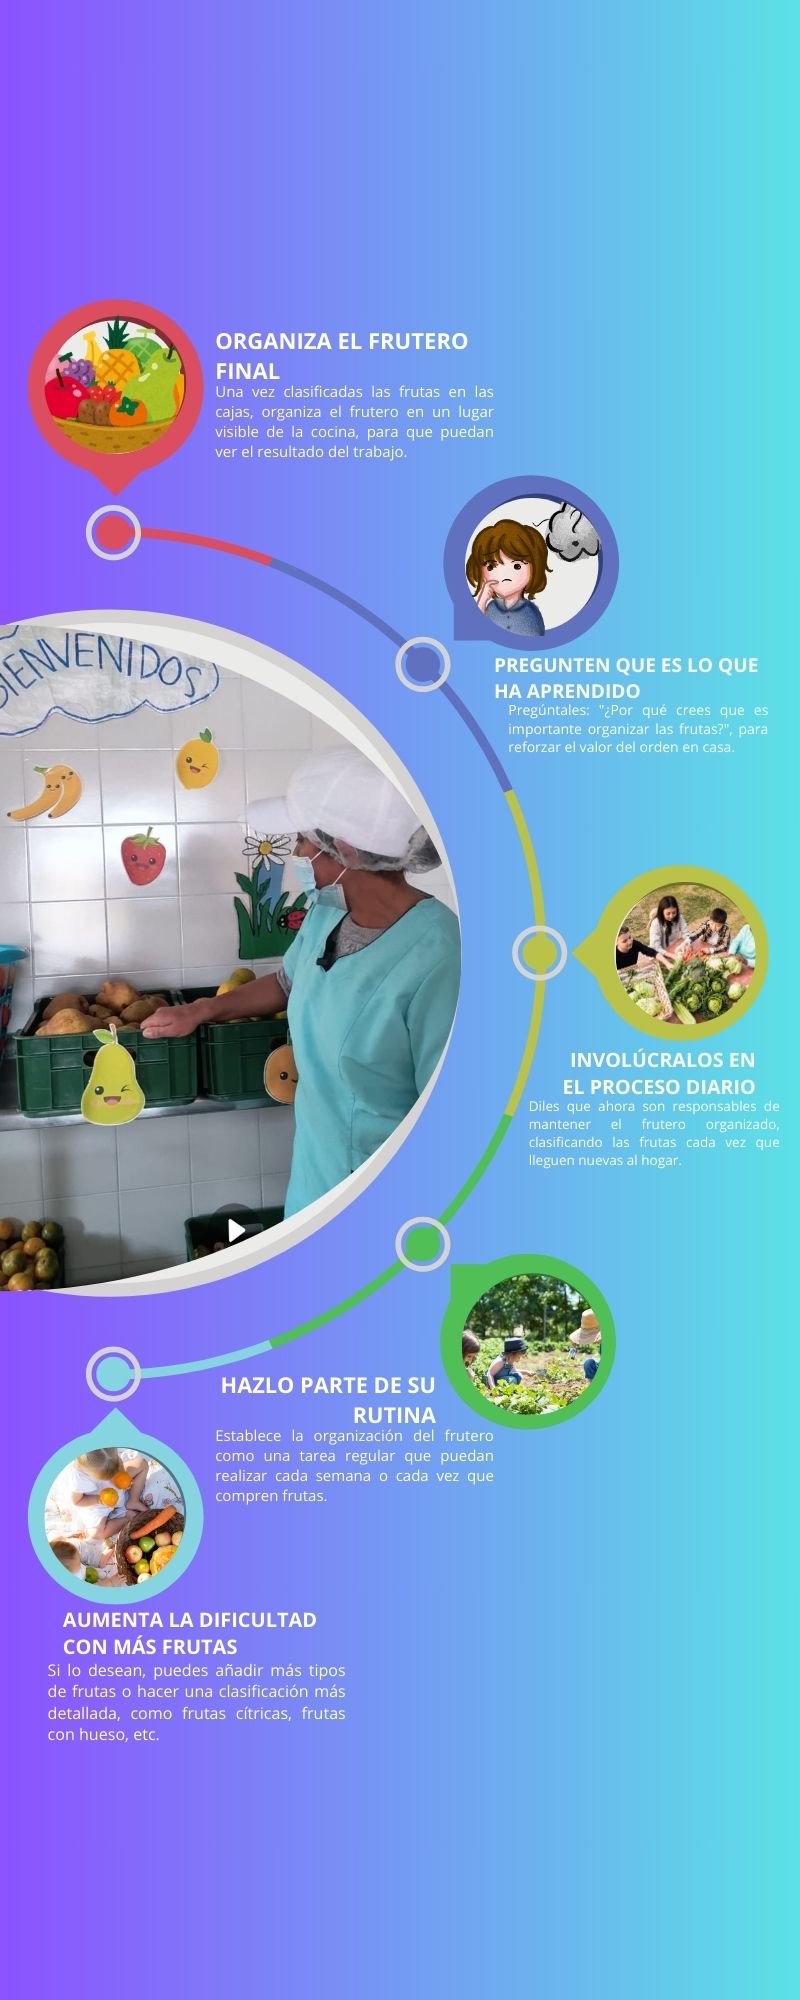 ORGANIZA EL FRUTERO
FINAL
Una vez clasificadas las frutas en las
cajas, organiza el frutero en un lugar
visible de la cocina, para que puedan
ver el resultado del trabajo.
PREGUNTEN QUE ES LO QUE
HA APRENDIDO
Pregúntales: "¿Por qué crees que es
importante organizar las frutas?", para
reforzar el valor del orden en casa.
BIENVENIDOS
INVOLÚCRALOS EN
EL PROCESO DIARIO
Diles que ahora son responsables de
mantener el frutero organizado,
clasificando las frutas cada vez que
lleguen nuevas al hogar.
HAZLO PARTE DE SU
RUTINA
Establece la organización del frutero
como una tarea regular que puedan
realizar cada semana o cada vez que
compren frutas.
AUMENTA LA DIFICULTAD
CON MÁS FRUTAS
Si lo desean, puedes añadir más tipos
de frutas o hacer una clasificación más
detallada, como frutas cítricas, frutas
con hueso, etc.